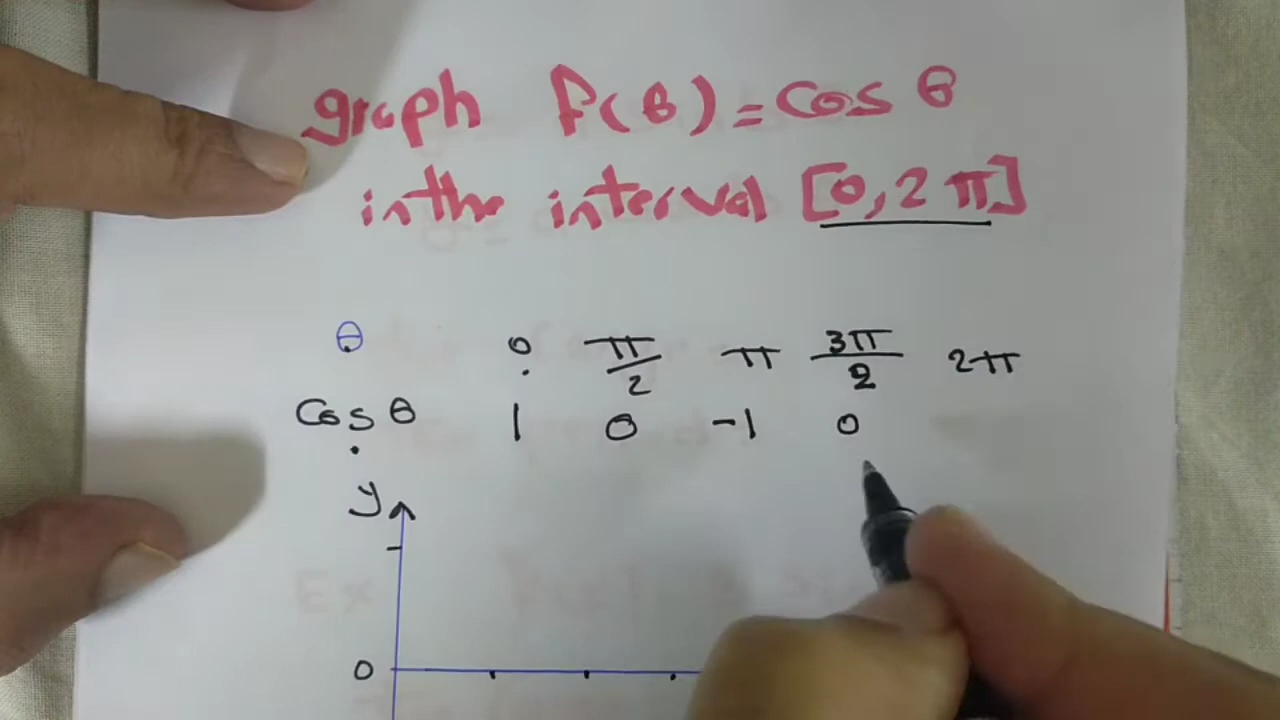 graph f(θ) = cos θ
in the interval [0, 2π]
θ 0 π/2 π 3π/2 2π
cos θ 1 0 -1 0
y
0